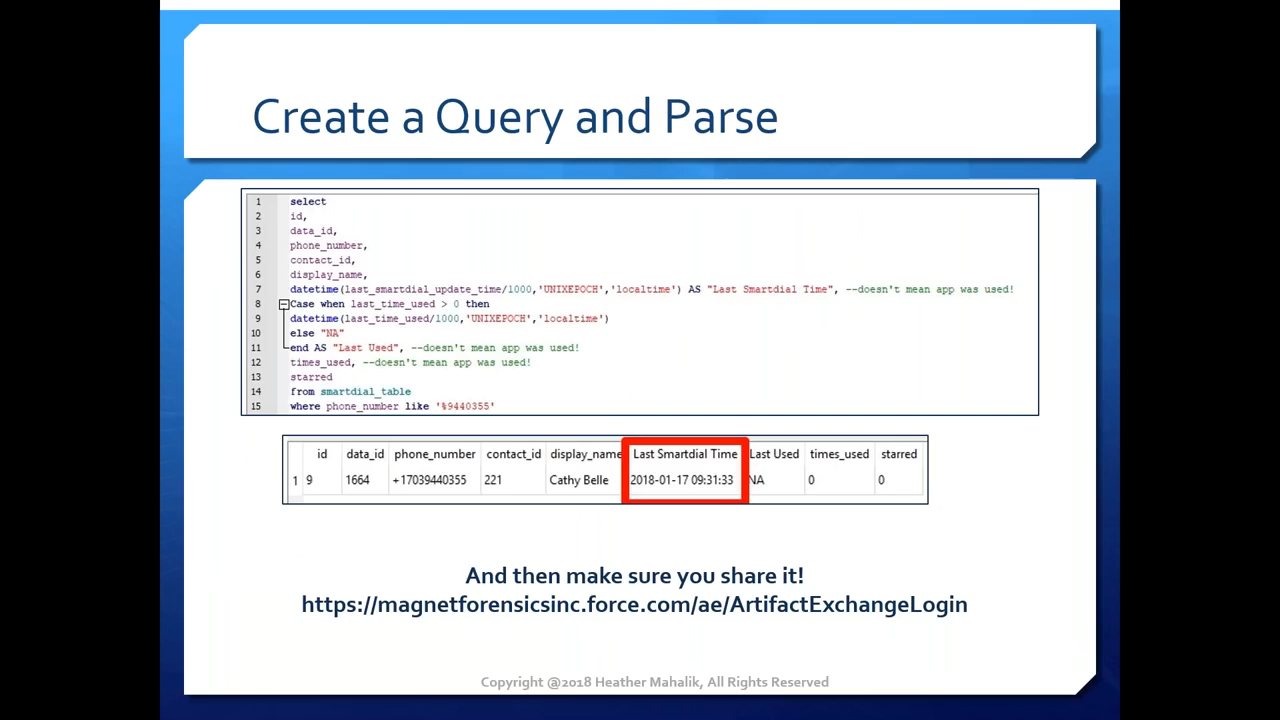 Create a Query and Parse
1 select
2 id,
3 data_id,
4 phone_number,
5 contact_id,
6 display_name,
7 datetime(last_smartdial_update_time/1000,'UNIXEPOCH','localtime') AS "Last Smartdial Time", --doesn't mean app was used!
8 Case when last_time_used > 0 then
9 datetime(last_time_used/1000,'UNIXEPOCH','localtime')
10 else "NA"
11 end AS "Last Used", --doesn't mean app was used!
12 times_used, --doesn't mean app was used!
13 starred
14 from smartdial_table
15 where phone_number like '%9440355'
id data_id phone_number contact_id display_name Last Smartdial Time Last Used times_used starred
1 9 1664 +17039440355 221 Cathy Belle 2018-01-17 09:31:33 NA 0 0
And then make sure you share it!
https://magnetforensicsinc.force.com/ae/ArtifactExchangeLogin
Copyright @2018 Heather Mahalik, All Rights Reserved